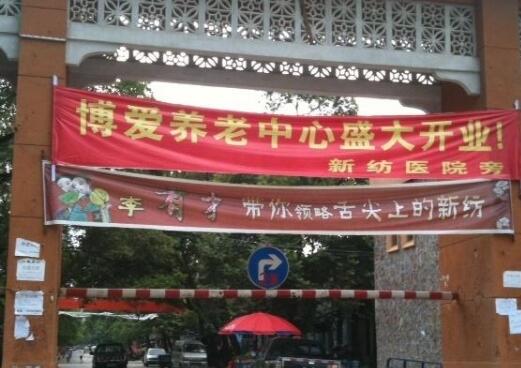 博爱养老中心盛大开业！
新纺医院旁
李有才 带你领略舌尖上的新纺